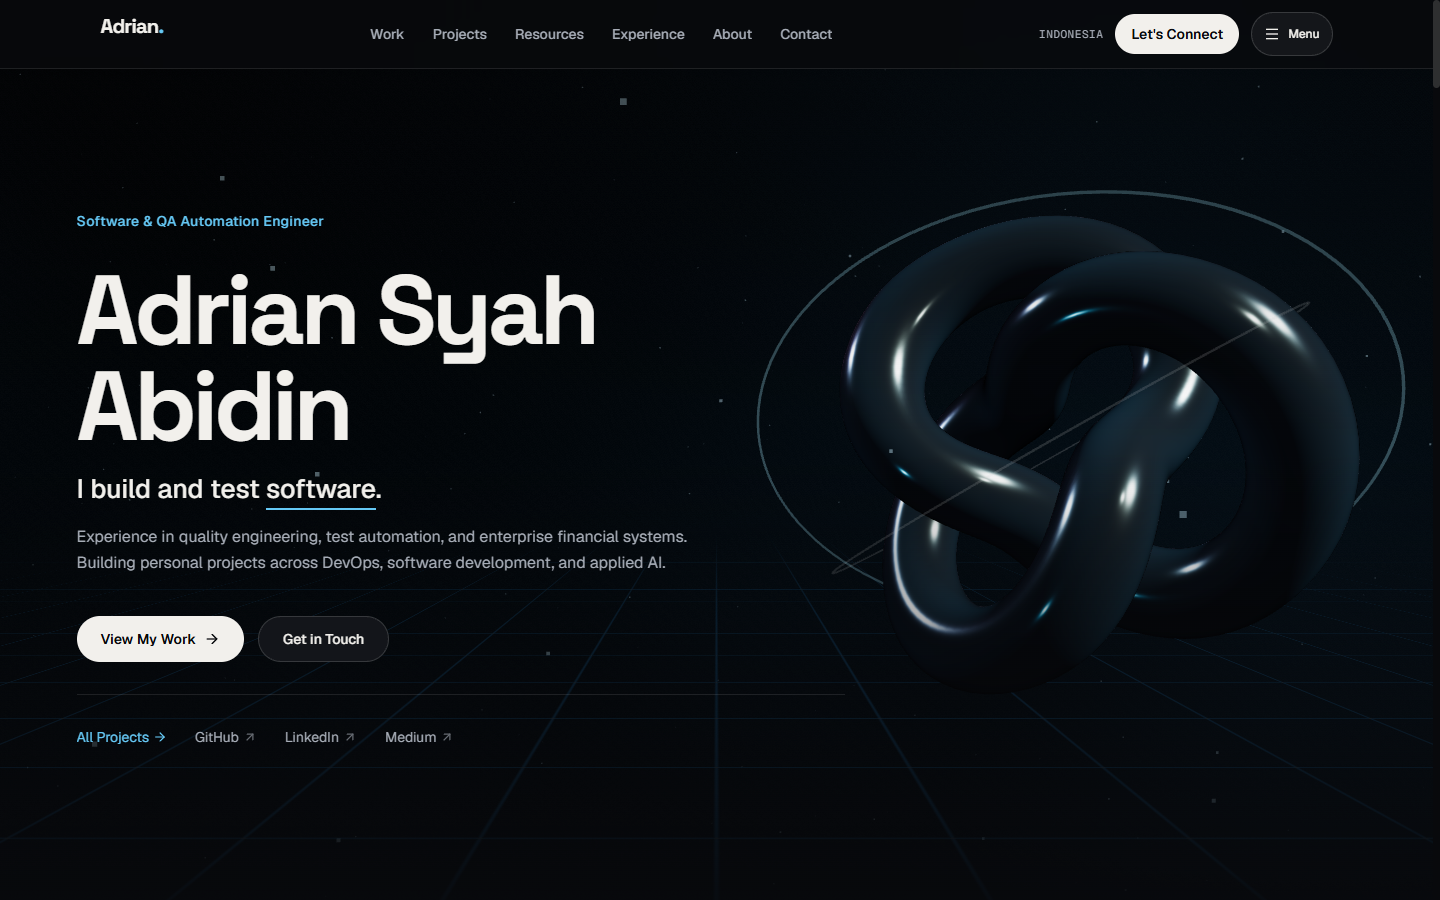 Adrian.
Work
Projects
Resources
Experience
About
Contact
INDONESIA
Let's Connect
Menu
Software & QA Automation Engineer
Adrian Syah
Abidin
I build and test software.
Experience in quality engineering, test automation, and enterprise financial systems.
Building personal projects across DevOps, software development, and applied AI.
View My Work →
Get in Touch
All Projects →
GitHub ↗
LinkedIn ↗
Medium ↗